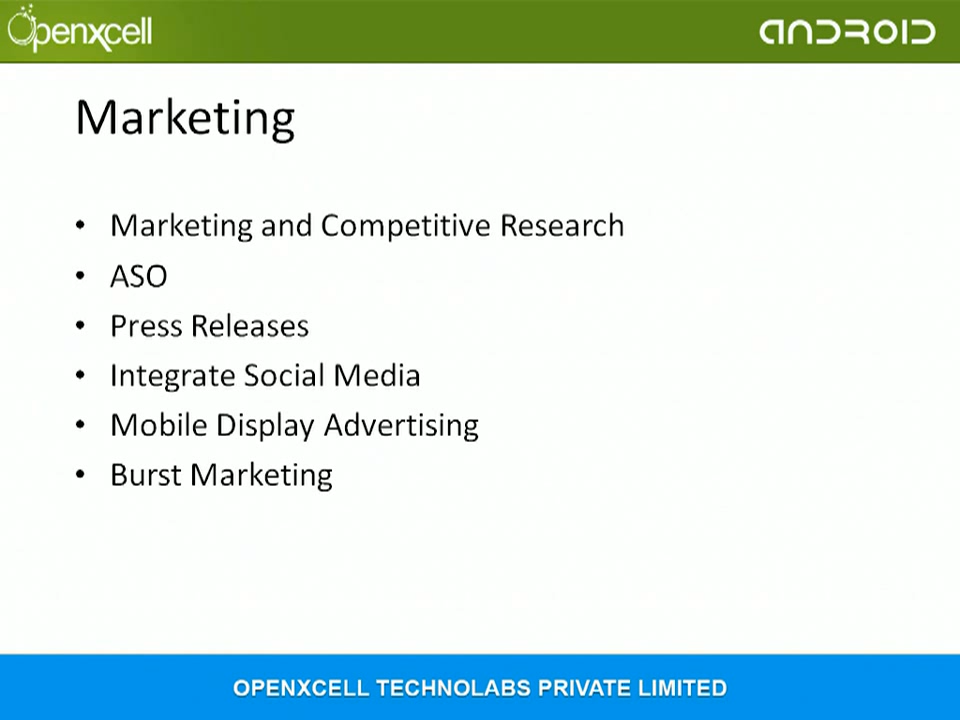 Openxcell
ANDROID
Marketing
• Marketing and Competitive Research
• ASO
• Press Releases
• Integrate Social Media
• Mobile Display Advertising
• Burst Marketing
OPENXCELL TECHNOLABS PRIVATE LIMITED